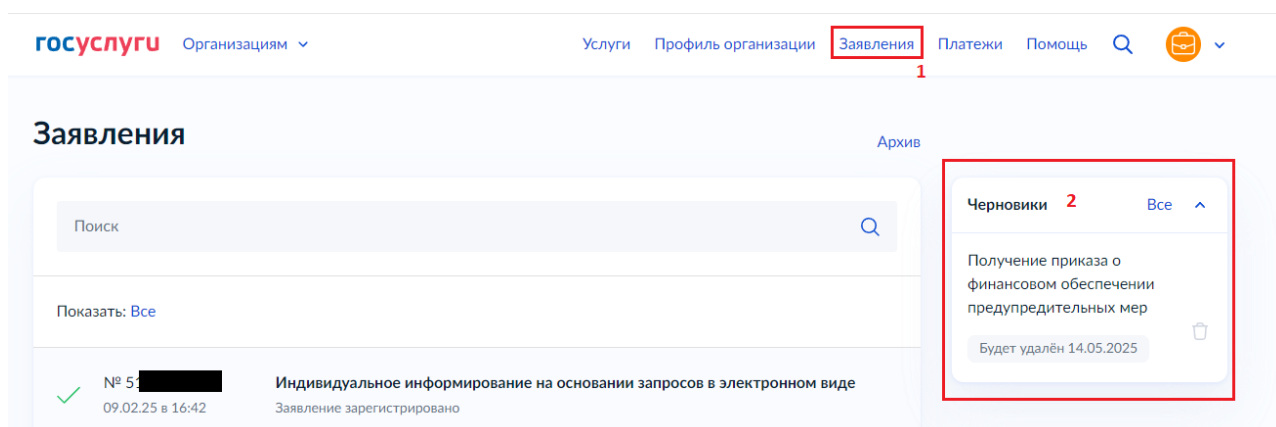 госуслуги Организациям Услуги Профиль организации Заявления Платежи Помощь
1
Заявления
Архив
Поиск
Показать: Все
№ 51
09.02.25 в 16:42
Индивидуальное информирование на основании запросов в электронном виде
Заявление зарегистрировано
Черновики 2 Все
Получение приказа о
финансовом обеспечении
предупредительных мер
Будет удалён 14.05.2025